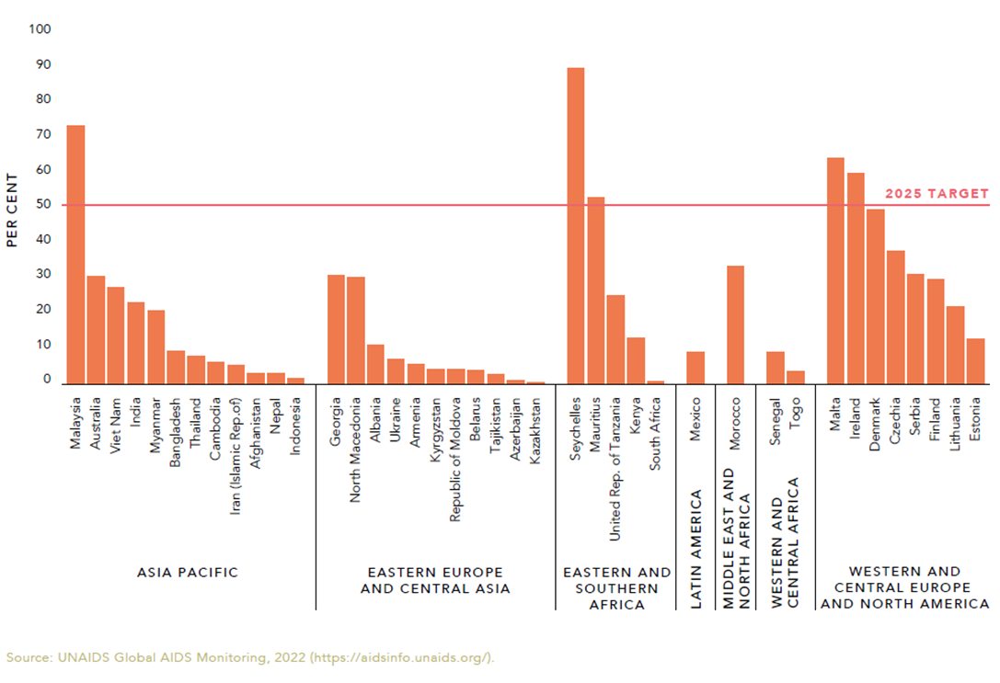 100
90
80
70
60
50
40
30
20
10
0
PER CENT
2025 TARGET
Malaysia
Australia
Viet Nam
India
Myanmar
Bangladesh
Thailand
Cambodia
Iran (Islamic Rep.of)
Afghanistan
Nepal
Indonesia
Georgia
North Macedonia
Albania
Ukraine
Armenia
Kyrgyzstan
Republic of Moldova
Belarus
Tajikistan
Azerbaijan
Kazakhstan
Seychelles
Mauritius
United Rep. of Tanzania
Kenya
South Africa
Mexico
Morocco
Senegal
Togo
Malta
Ireland
Denmark
Czechia
Serbia
Finland
Lithuania
Estonia
ASIA PACIFIC
EASTERN EUROPE
AND CENTRAL ASIA
EASTERN AND
SOUTHERN
AFRICA
LATIN AMERICA
MIDDLE EAST AND
NORTH AFRICA
WESTERN AND
CENTRAL AFRICA
WESTERN AND
CENTRAL EUROPE
AND NORTH AMERICA
Source: UNAIDS Global AIDS Monitoring, 2022 (https://aidsinfo.unaids.org/).